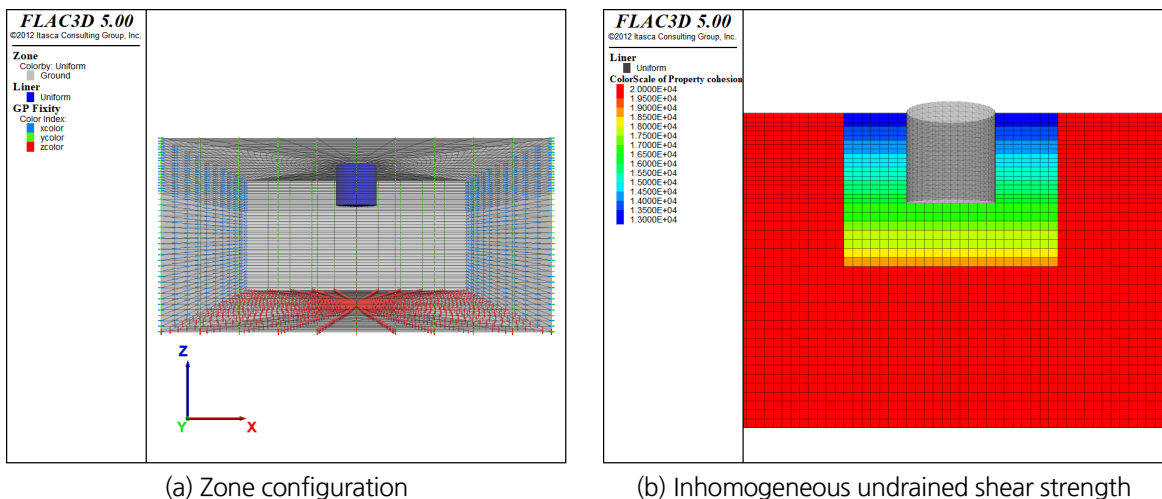 FLAC3D 5.00
©2012 Itasca Consulting Group, Inc.
Zone
Colorby: Uniform
Ground
Liner
Uniform
GP Fixity
Color Index:
xcolor
ycolor
zcolor
Z
Y
X
(a) Zone configuration
FLAC3D 5.00
©2012 Itasca Consulting Group, Inc.
Liner
Uniform
ColorScale of Property cohesion
2.0000E+04
1.9500E+04
1.9000E+04
1.8500E+04
1.8000E+04
1.7500E+04
1.7000E+04
1.6500E+04
1.6000E+04
1.5500E+04
1.5000E+04
1.4500E+04
1.4000E+04
1.3500E+04
1.3000E+04
(b) Inhomogeneous undrained shear strength